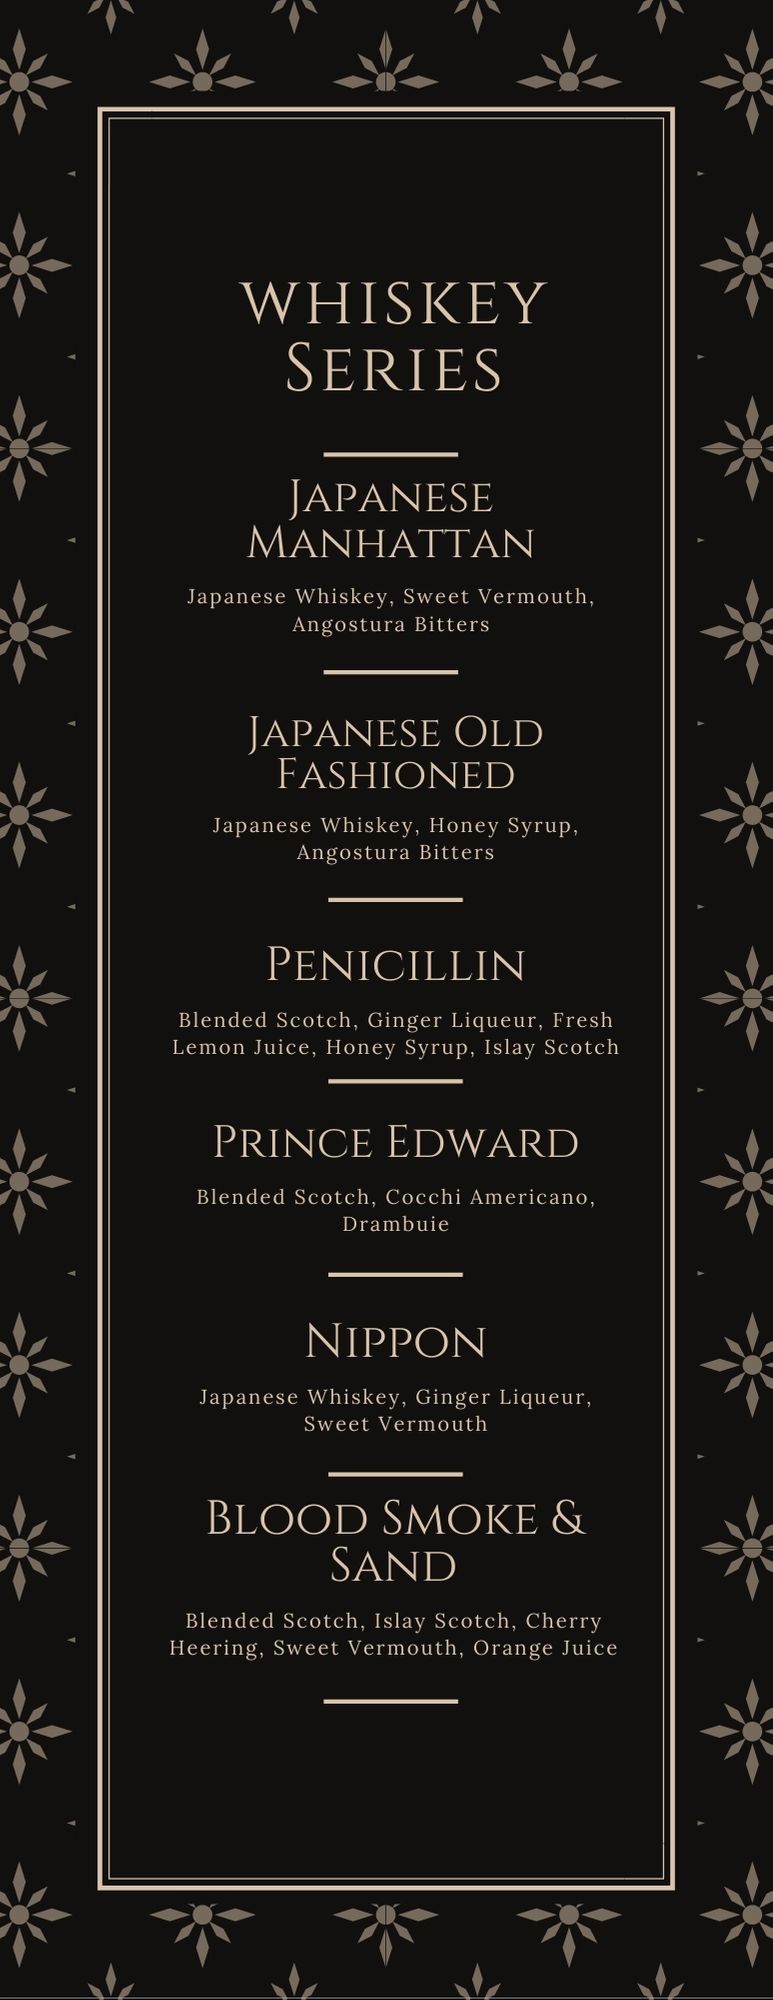 WHISKEY
SERIES
JAPANESE
MANHATTAN
Japanese Whiskey, Sweet Vermouth,
Angostura Bitters
JAPANESE OLD
FASHIONED
Japanese Whiskey, Honey Syrup,
Angostura Bitters
PENICILLIN
Blended Scotch, Ginger Liqueur, Fresh
Lemon Juice, Honey Syrup, Islay Scotch
PRINCE EDWARD
Blended Scotch, Cocchi Americano,
Drambuie
NIPPON
Japanese Whiskey, Ginger Liqueur,
Sweet Vermouth
BLOOD SMOKE &
SAND
Blended Scotch, Islay Scotch, Cherry
Heering, Sweet Vermouth, Orange Juice